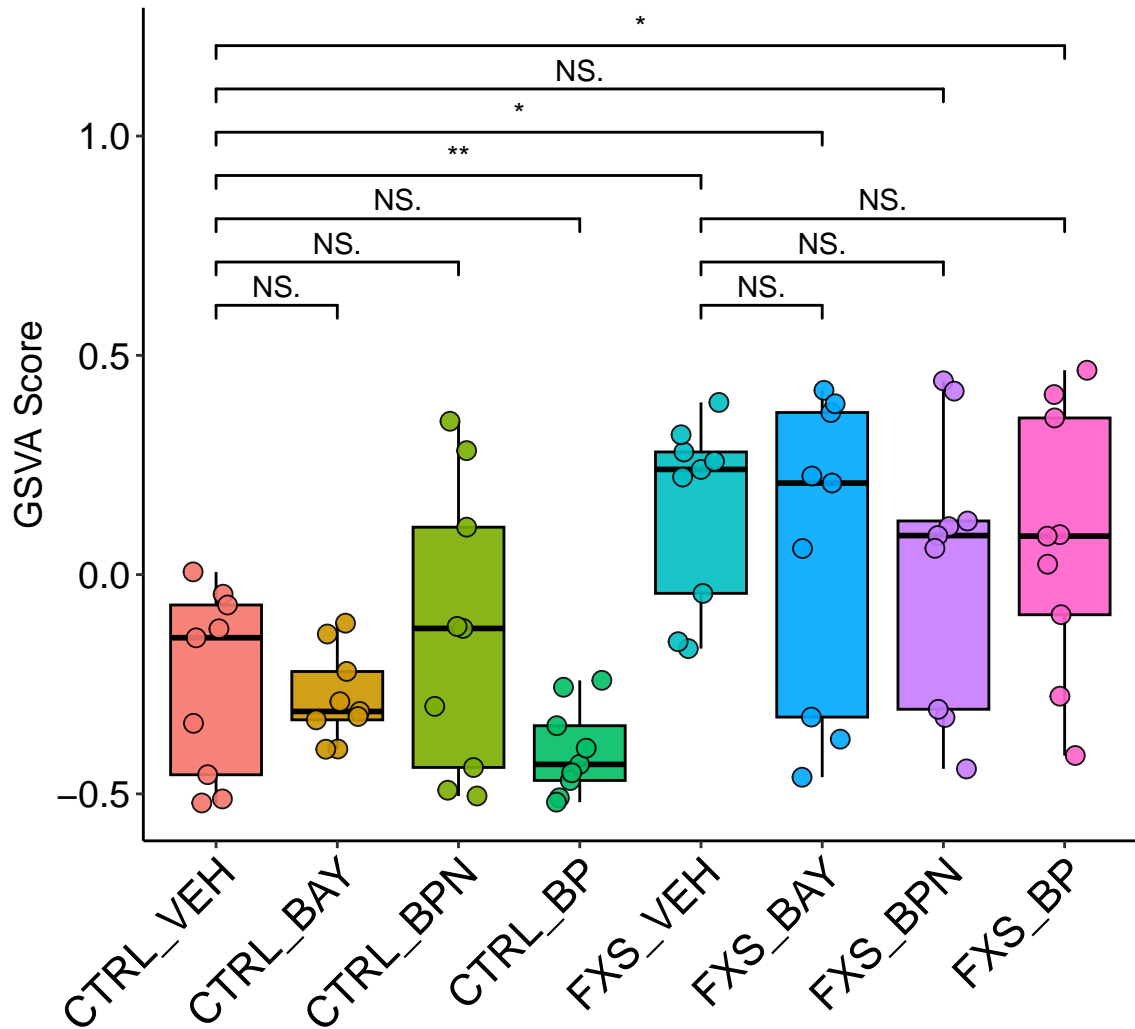 *
NS.
*
**
NS.
NS.
NS.
NS.
NS.
NS.
1.0
0.5
0.0
−0.5
GSVA Score
CTRL_VEH
CTRL_BAY
CTRL_BPN
CTRL_BP
FXS_VEH
FXS_BAY
FXS_BPN
FXS_BP